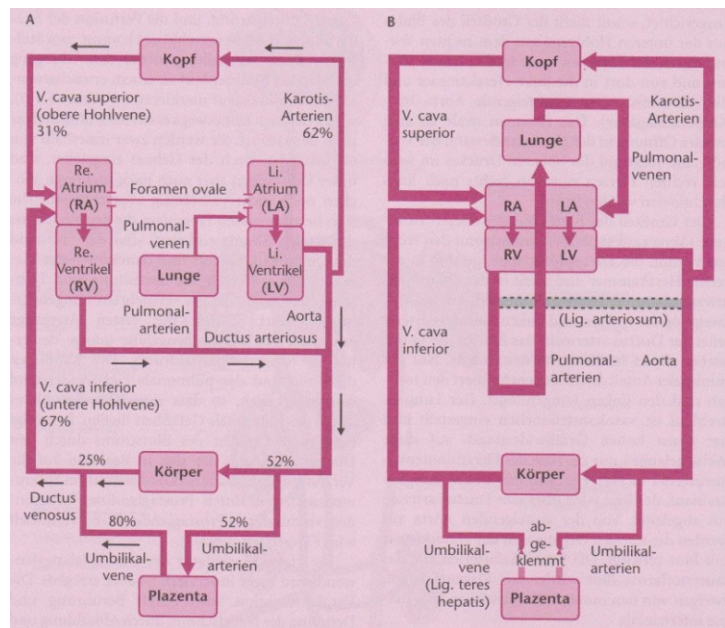 A
Kopf
V. cava superior
(obere Hohlvene)
31%
Karotis-
Arterien
62%
Re.
Atrium
(RA)
Foramen ovale
Li.
Atrium
(LA)
Pulmonal-
venen
Re.
Ventrikel
(RV)
Lunge
Li.
Ventrikel
(LV)
Pulmonal-
arterien
Aorta
Ductus arteriosus
V. cava inferior
(untere Hohlvene)
67%
25%
Körper
52%
Ductus
venosus
80%
52%
Umbilikal-
vene
Umbilikal-
arterien
Plazenta
B
Kopf
V. cava
superior
Karotis-
Arterien
Lunge
Pulmonal-
venen
RA
LA
RV
LV
(Lig. arteriosum)
V. cava
inferior
Pulmonal-
arterien
Aorta
Körper
ab-
ge-
klemmt
Umbilikal-
vene
(Lig. teres
hepatis)
Umbilikal-
arterien
Plazenta